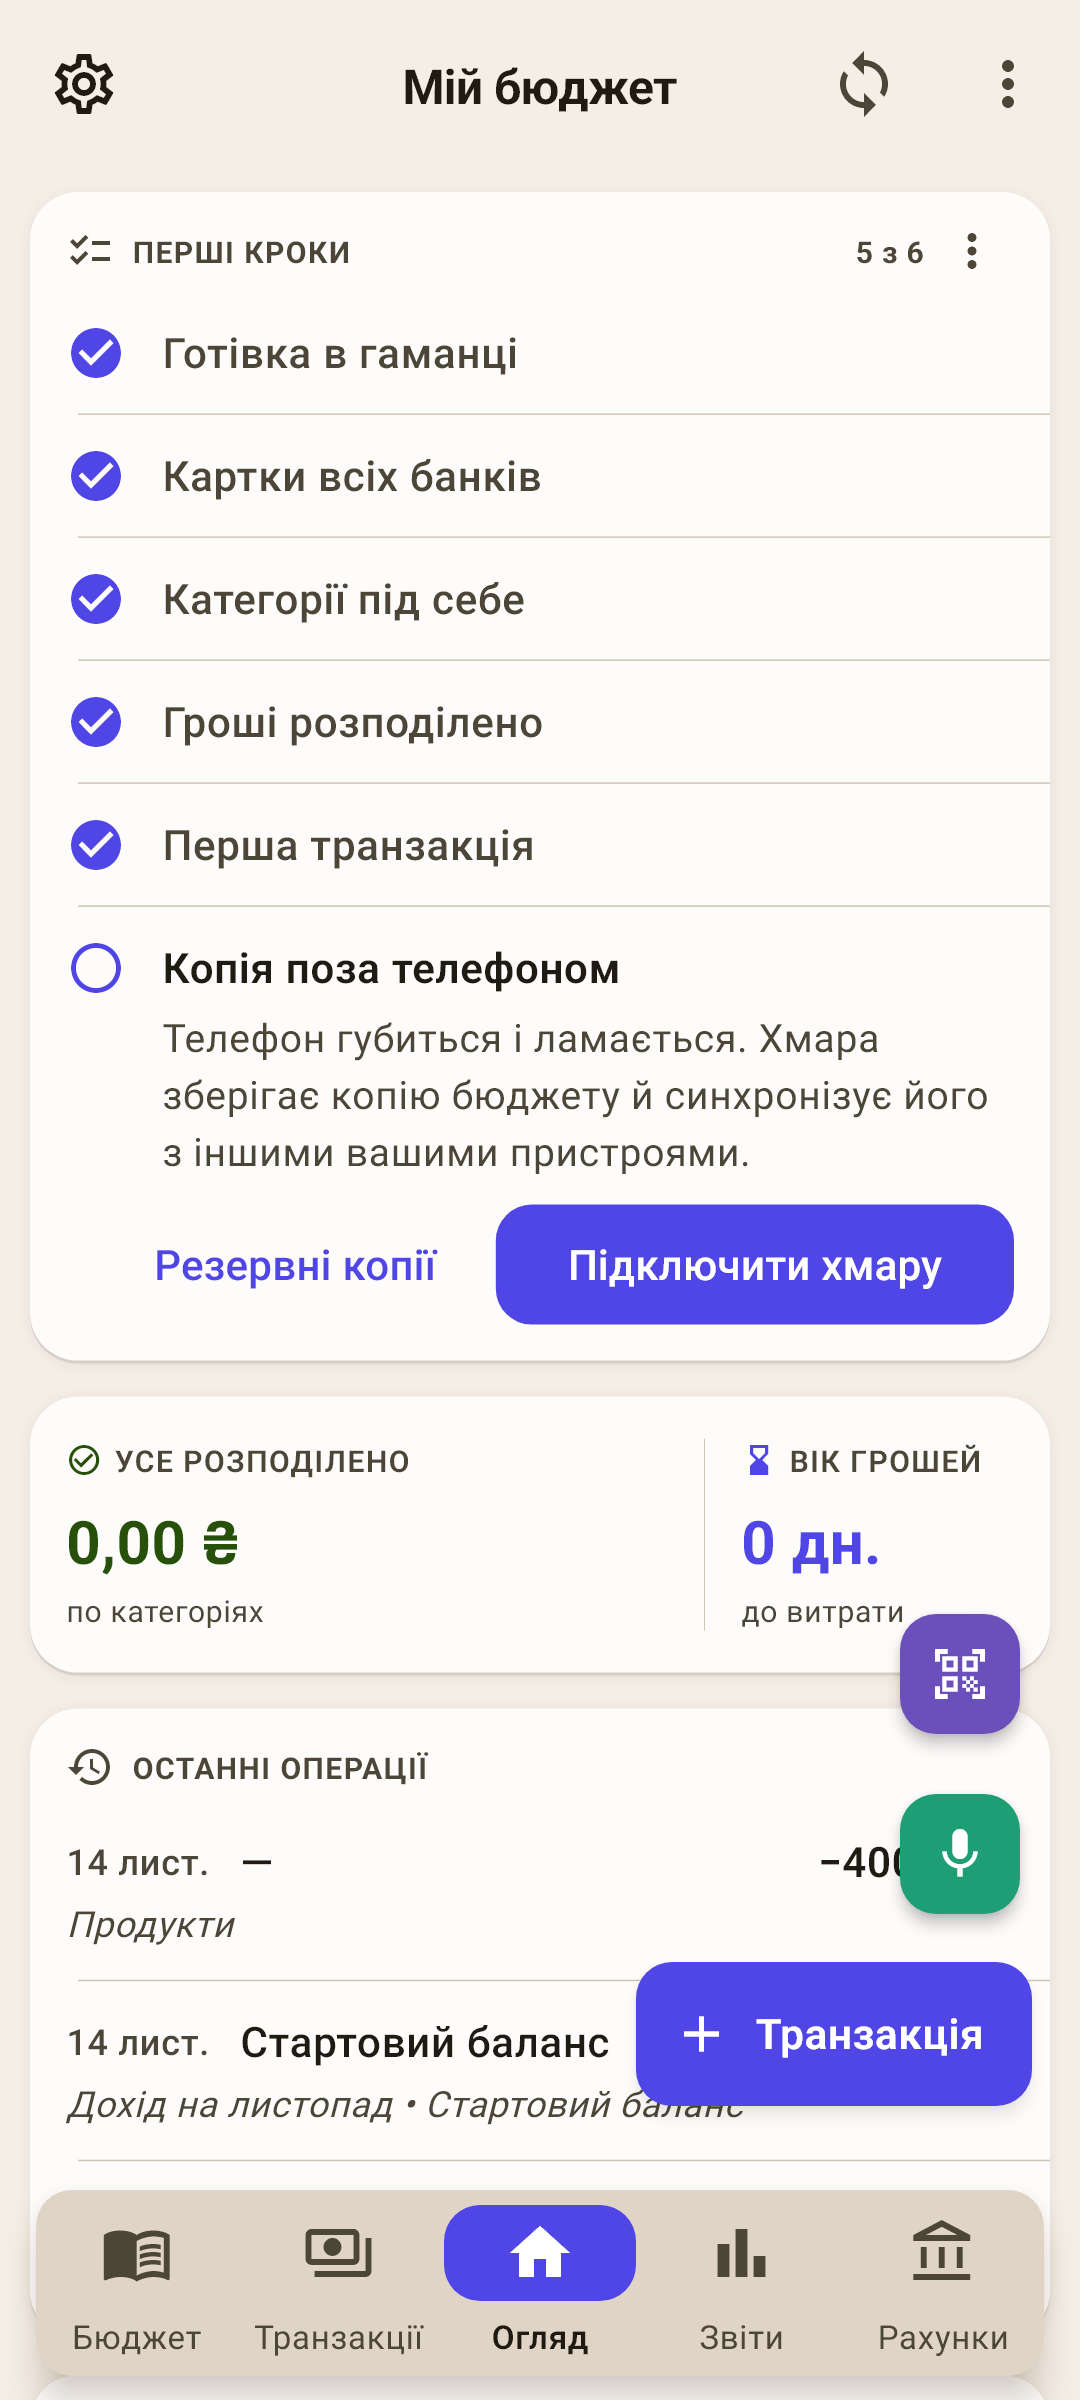 Мій бюджет
ПЕРШІ КРОКИ
5 з 6
Готівка в гаманці
Картки всіх банків
Категорії під себе
Гроші розподілено
Перша транзакція
Копія поза телефоном
Телефон губиться і ламається. Хмара
зберігає копію бюджету й синхронізує його
з іншими вашими пристроями.
Резервні копії
Підключити хмару
УСЕ РОЗПОДІЛЕНО
0,00 ₴
по категоріях
ВІК ГРОШЕЙ
0 дн.
до витрати
ОСТАННІ ОПЕРАЦІЇ
14 лист. —
Продукти
14 лист. Стартовий баланс
Дохід на листопад • Стартовий баланс
+ Транзакція
Бюджет
Транзакції
Огляд
Звіти
Рахунки